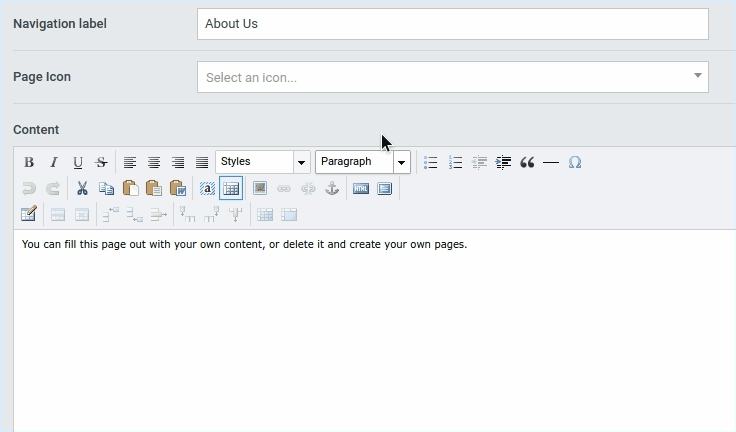 Navigation label
About Us
Page Icon
Select an icon...
Content
B I U S Styles Paragraph Ω
a HTML
You can fill this page out with your own content, or delete it and create your own pages.